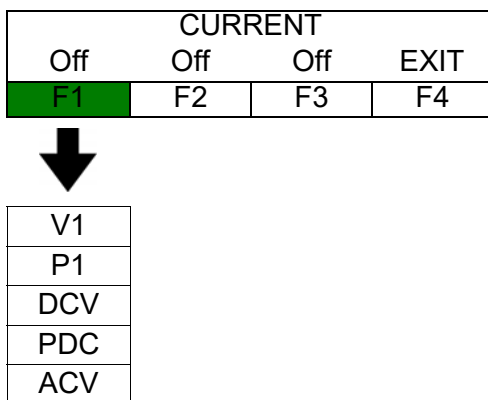 CURRENT
Off Off Off EXIT
F1 F2 F3 F4
V1
P1
DCV
PDC
ACV